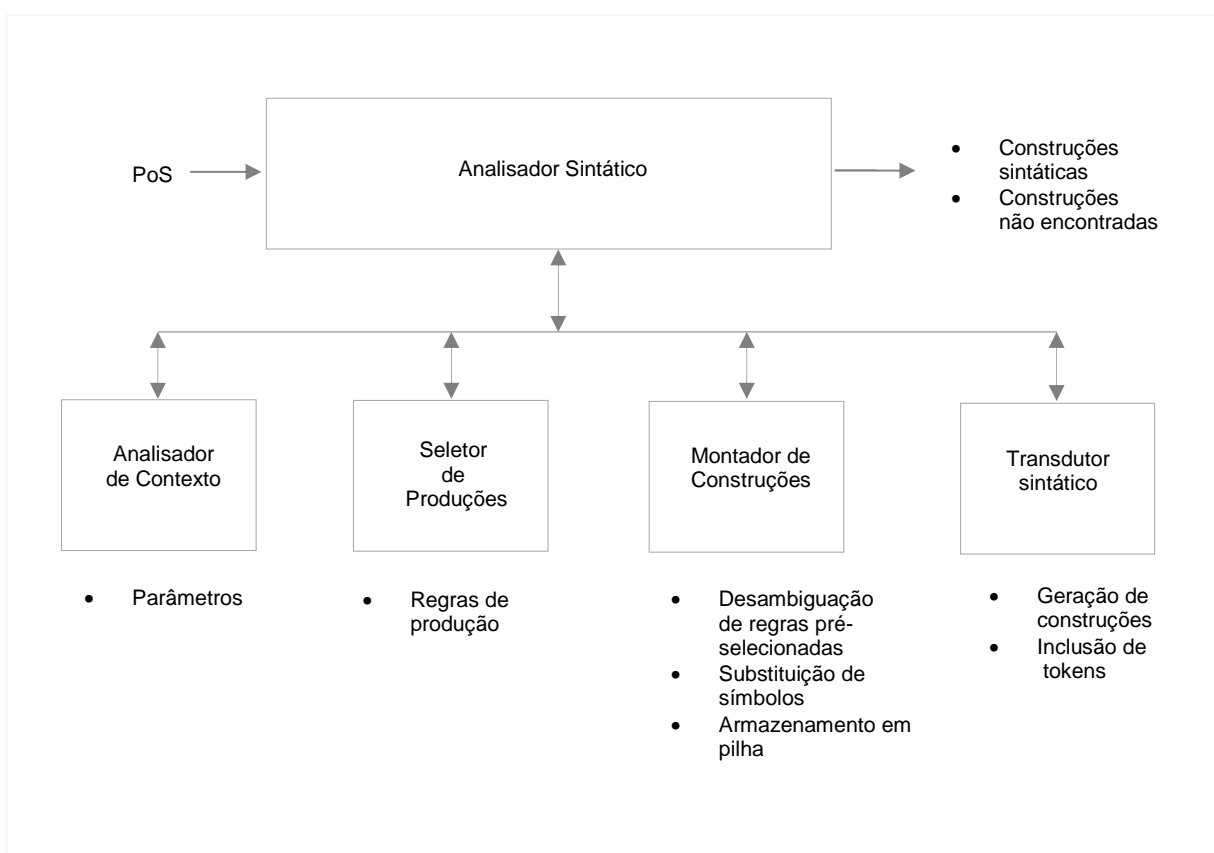 PoS
Analisador Sintático
• Construções
sintáticas
• Construções
não encontradas
Analisador
de Contexto
Seletor
de
Produções
Montador de
Construções
Transdutor
sintático
• Parâmetros
• Regras de
produção
• Desambiguação
de regras pré-
selecionadas
• Substituição de
símbolos
• Armazenamento em
pilha
• Geração de
construções
• Inclusão de
tokens